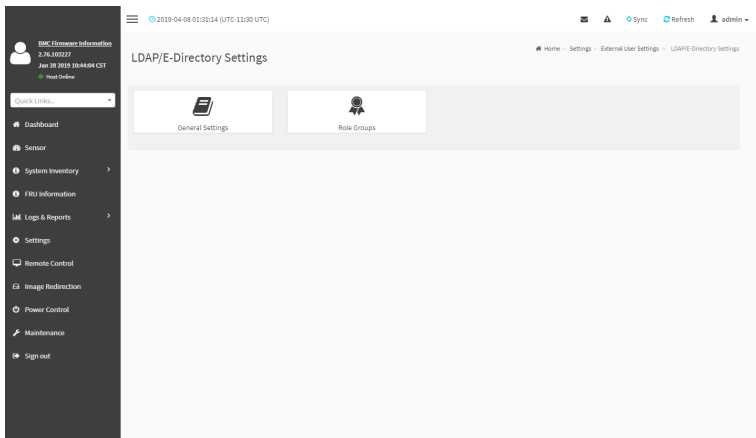 BMC Firmware Information
2.76.103227
Jan 28 2019 10:44:04 CST
Host Online
Quick Links..
Dashboard
Sensor
System Inventory
FRU Information
Logs & Reports
Settings
Remote Control
Image Redirection
Power Control
Maintenance
Sign out
2019-04-08 01:31:14 (UTC-11:30 UTC)
Sync
Refresh
admin
LDAP/E-Directory Settings
Home > Settings > External User Settings > LDAP/E-Directory Settings
General Settings
Role Groups